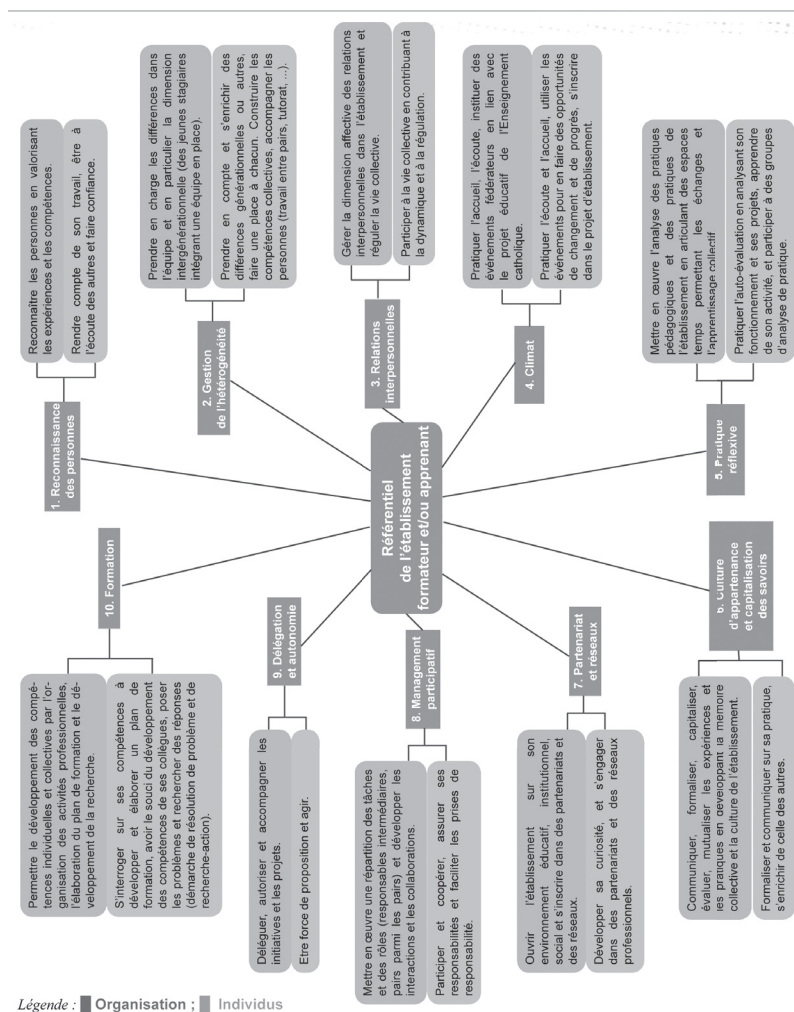 Référentiel
de l'établissement
formateur et/ou apprenant
1. Reconnaissance
des personnes
Reconnaître les personnes en valorisant
les expériences et les compétences.
Rendre compte de son travail, être à
l'écoute des autres et faire confiance.
2. Gestion
de l'hétérogénéité
Prendre en charge les différences dans
l'équipe et en particulier la dimension
intergénérationnelle (des jeunes stagiaires
intégrant une équipe en place).
Prendre en compte et s'enrichir des
différences générationnelles ou autres,
faire une place à chacun. Construire les
compétences collectives, accompagner les
personnes (travail entre pairs, tutorat, ...).
3. Relations
interpersonnelles
Gérer la dimension affective des relations
interpersonnelles dans l'établissement et
réguler la vie collective.
Participer à la vie collective en contribuant à
la dynamique et à la régulation.
4. Climat
Pratiquer l'accueil, l'écoute, instituer des
événements fédérateurs en lien avec
le projet éducatif de l'Enseignement
catholique.
Pratiquer l'écoute et l'accueil, utiliser les
événements pour en faire des opportunités
de changement et de progrès, s'inscrire
dans le projet d'établissement.
5. Pratique
réflexive
Mettre en œuvre l'analyse des pratiques
pédagogiques et des pratiques de
l'établissement en articulant des espaces
temps permettant les échanges et
l'apprentissage collectif
Pratiquer l'auto-évaluation en analysant son
fonctionnement et ses projets, apprendre
de son activité, et participer à des groupes
d'analyse de pratique.
6. Culture
d'appartenance
et capitalisation
des savoirs
Communiquer, formaliser, capitaliser,
évaluer, mutualiser les expériences et
les pratiques en développant la mémoire
collective et la culture de l'établissement.
Formaliser et communiquer sur sa pratique,
s'enrichir de celle des autres.
7. Partenariat
et réseaux
Ouvrir l'établissement sur son
environnement éducatif, institutionnel,
social et s'inscrire dans des partenariats et
des réseaux.
Développer sa curiosité, et s'engager
dans des partenariats et des réseaux
professionnels.
8. Management
participatif
Mettre en œuvre une répartition des tâches
et des rôles (responsables intermédiaires,
pairs parmi les pairs) et développer les
interactions et les collaborations.
Participer et coopérer, assurer ses
responsabilités et faciliter les prises de
responsabilité.
9. Délégation
et autonomie
Déléguer, autoriser et accompagner les
initiatives et les projets.
Etre force de proposition et agir.
10. Formation
Permettre le développement des compé-
tences individuelles et collectives par l'or-
ganisation des activités professionnelles,
l'élaboration du plan de formation et le dé-
veloppement de la recherche.
S'interroger sur ses compétences à
développer et élaborer un plan de
formation, avoir le souci du développement
des compétences de ses collègues, poser
les problèmes et rechercher des réponses
(démarche de résolution de problème et de
recherche-action).
Légende : Organisation ; Individus